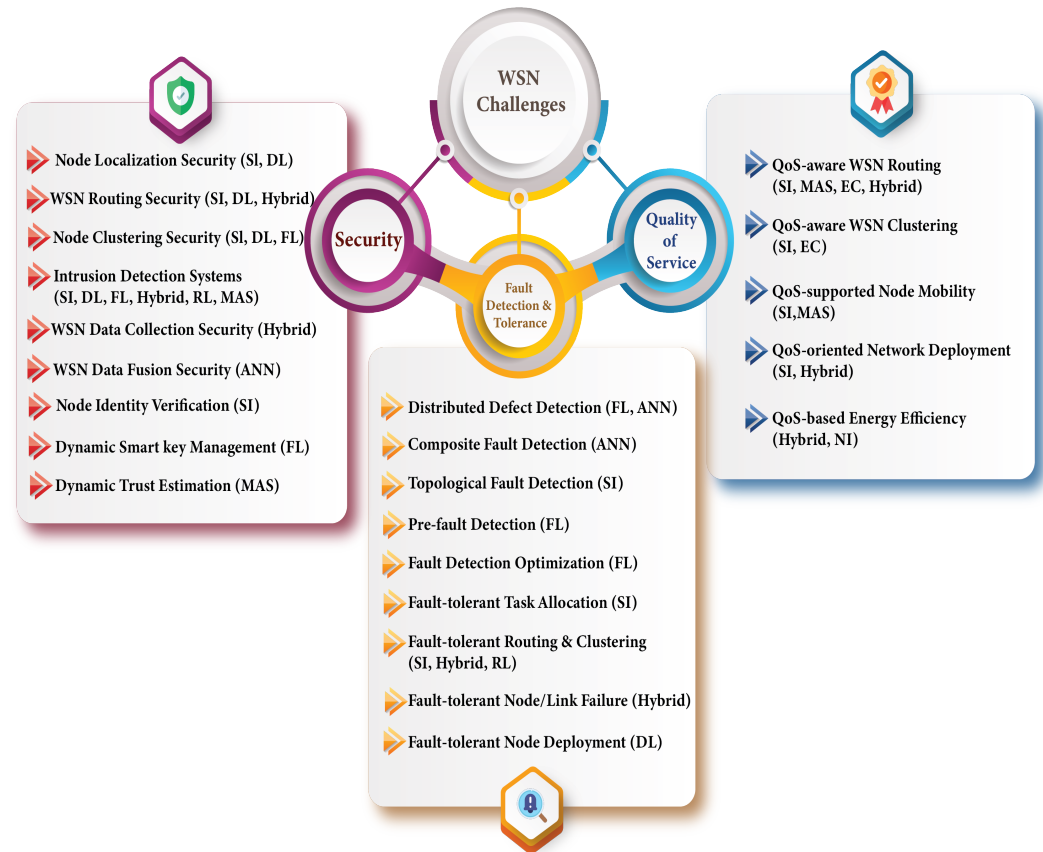 WSN
Challenges
Security
Fault
Detection &
Tolerance
Quality
of
Service
Node Localization Security (Sl, DL)
WSN Routing Security (SI, DL, Hybrid)
Node Clustering Security (Sl, DL, FL)
Intrusion Detection Systems
(SI, DL, FL, Hybrid, RL, MAS)
WSN Data Collection Security (Hybrid)
WSN Data Fusion Security (ANN)
Node Identity Verification (SI)
Dynamic Smart key Management (FL)
Dynamic Trust Estimation (MAS)
Distributed Defect Detection (FL, ANN)
Composite Fault Detection (ANN)
Topological Fault Detection (SI)
Pre-fault Detection (FL)
Fault Detection Optimization (FL)
Fault-tolerant Task Allocation (SI)
Fault-tolerant Routing & Clustering
(SI, Hybrid, RL)
Fault-tolerant Node/Link Failure (Hybrid)
Fault-tolerant Node Deployment (DL)
QoS-aware WSN Routing
(SI, MAS, EC, Hybrid)
QoS-aware WSN Clustering
(SI, EC)
QoS-supported Node Mobility
(SI,MAS)
QoS-oriented Network Deployment
(SI, Hybrid)
QoS-based Energy Efficiency
(Hybrid, NI)